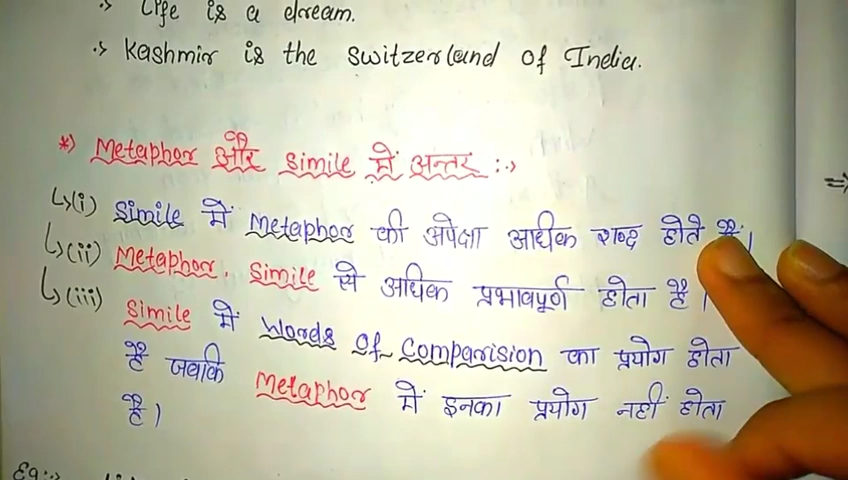 :> Life is a dream.
:> Kashmir is the switzerland of India.
*) Metaphor और Simile में अन्तर :->
↳(i) Simile में Metaphor की अपेक्षा अधिक शब्द होते हैं।
↳(ii) Metaphor, Simile से अधिक प्रभावपूर्ण होता है।
↳(iii) Simile में Words of Comparision का प्रयोग होता
है जबकि Metaphor में इनका प्रयोग नहीं होता
है।
Eg:->